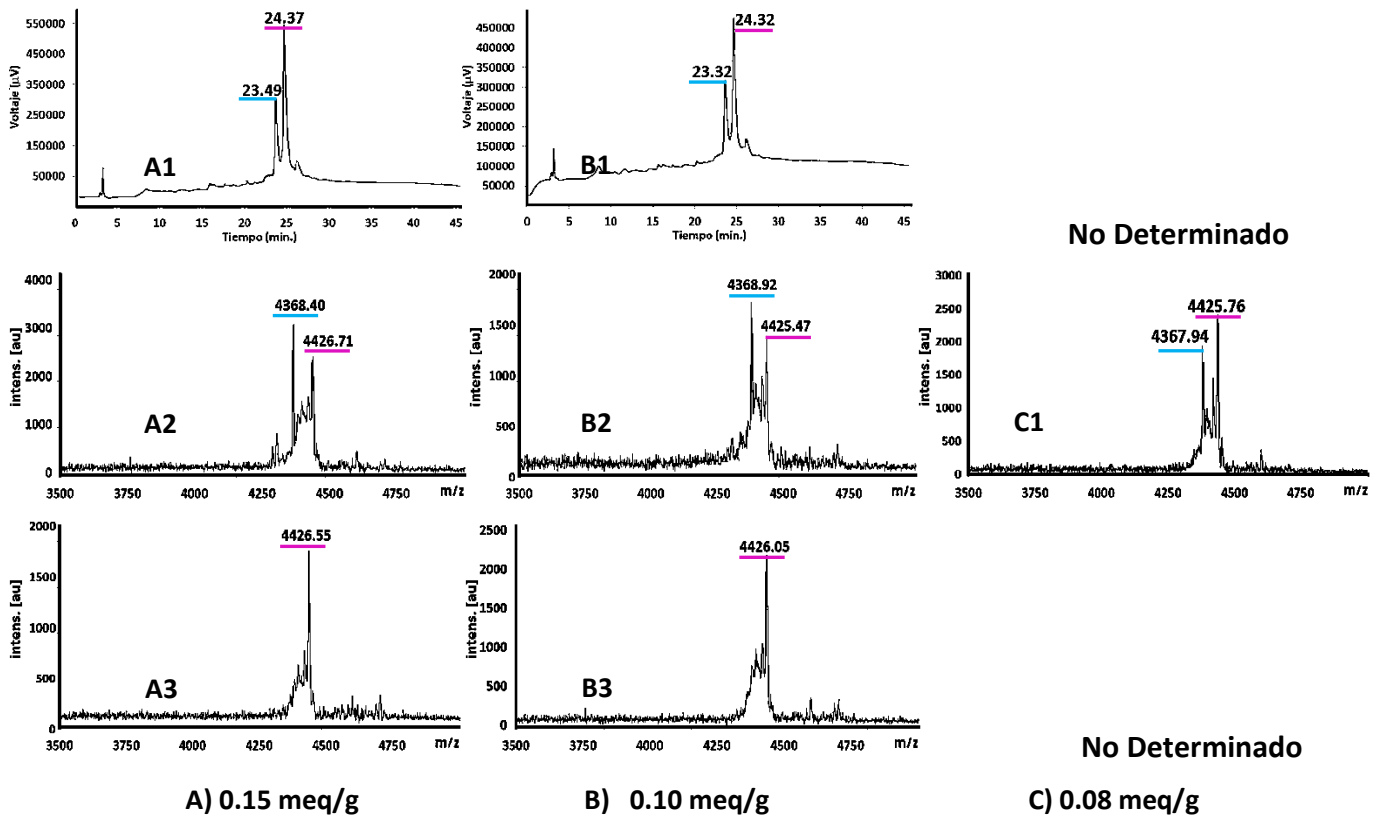 24.37
550000
450000
350000
250000
150000
50000
Voltaje (µV)
23.49
A1
0 5 10 15 20 25 30 35 40 45
Tiempo (min.)
24.32
450000
400000
350000
300000
250000
200000
150000
100000
50000
Voltaje (µV)
23.32
B1
0 5 10 15 20 25 30 35 40 45
Tiempo (min.)
No Determinado
4000
3000
2000
1000
0
intens. [au]
4368.40
4426.71
A2
3500 3750 4000 4250 4500 4750 m/z
2000
1500
1000
500
0
intens. [au]
4368.92
4425.47
B2
3500 3750 4000 4250 4500 4750 m/z
3000
2500
2000
1500
1000
500
0
intens. [au]
4425.76
4367.94
C1
3500 3750 4000 4250 4500 4750 m/z
2000
1500
1000
500
0
intens. [au]
4426.55
A3
3500 3750 4000 4250 4500 4750 m/z
2500
2000
1500
1000
500
0
intens. [au]
4426.05
B3
3500 3750 4000 4250 4500 4750 m/z
No Determinado
A) 0.15 meq/g
B) 0.10 meq/g
C) 0.08 meq/g